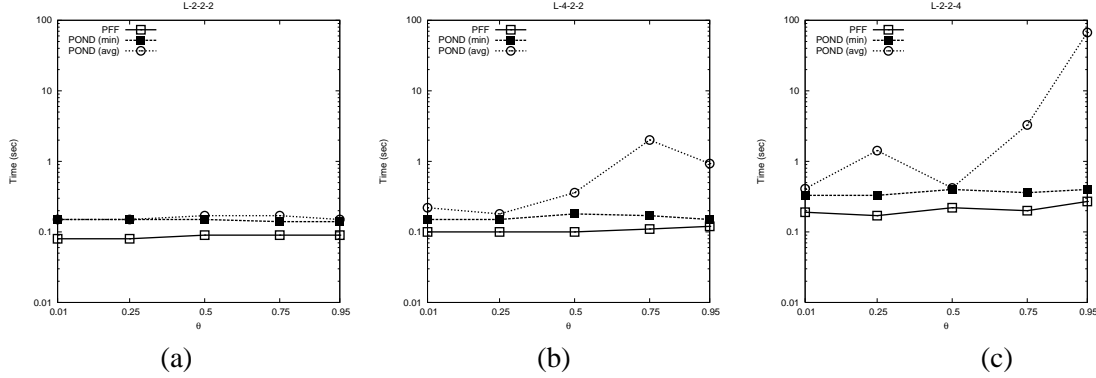 L-2-2-2
100
10
1
0.1
0.01
Time (sec)
PFF
POND (min)
POND (avg)
0.01 0.25 0.5 0.75 0.95
θ
(a)
L-4-2-2
100
10
1
0.1
0.01
Time (sec)
PFF
POND (min)
POND (avg)
0.01 0.25 0.5 0.75 0.95
θ
(b)
L-2-2-4
100
10
1
0.1
0.01
Time (sec)
PFF
POND (min)
POND (avg)
0.01 0.25 0.5 0.75 0.95
θ
(c)